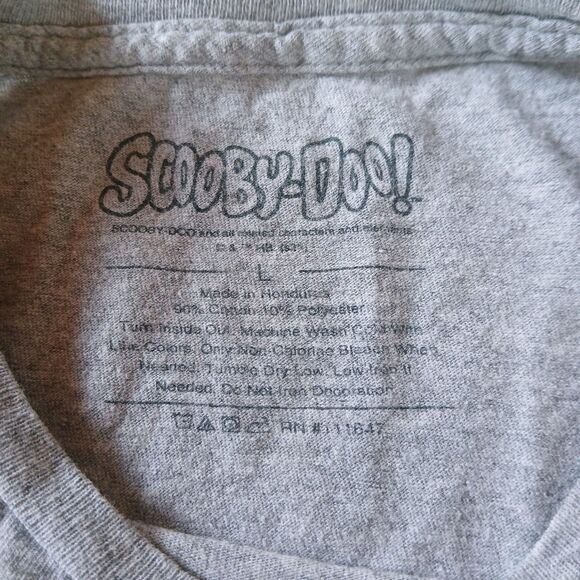 SCOOBY-DOO!
SCOOBY-DOO and all related characters and elements
© & ™ HB.
L
Made in Honduras
90% Cotton 10% Polyester
Turn Inside Out. Machine Wash Cold With
Like Colors. Only Non-Chlorine Bleach When
Needed. Tumble Dry Low. Low Iron If
Needed. Do Not Iron Decoration
RN #111647